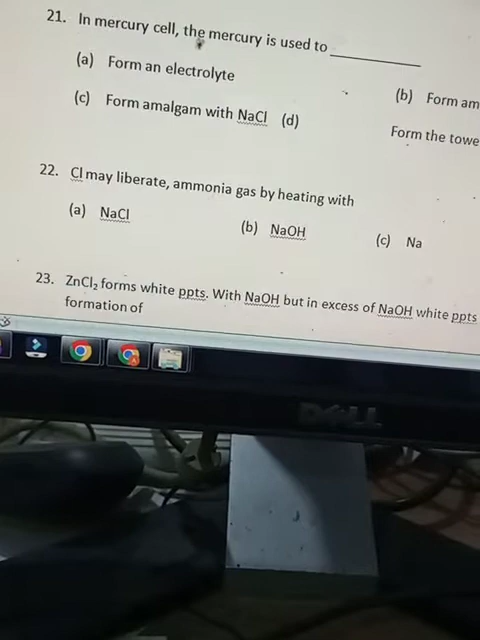 21. In mercury cell, the mercury is used to
(a) Form an electrolyte
(b) Form am
(c) Form amalgam with NaCl (d)
Form the towe
22. Cl may liberate, ammonia gas by heating with
(a) NaCl
(b) NaOH
(c) Na
23. ZnCl₂ forms white ppts. With NaOH but in excess of NaOH white ppts
formation of
DELL